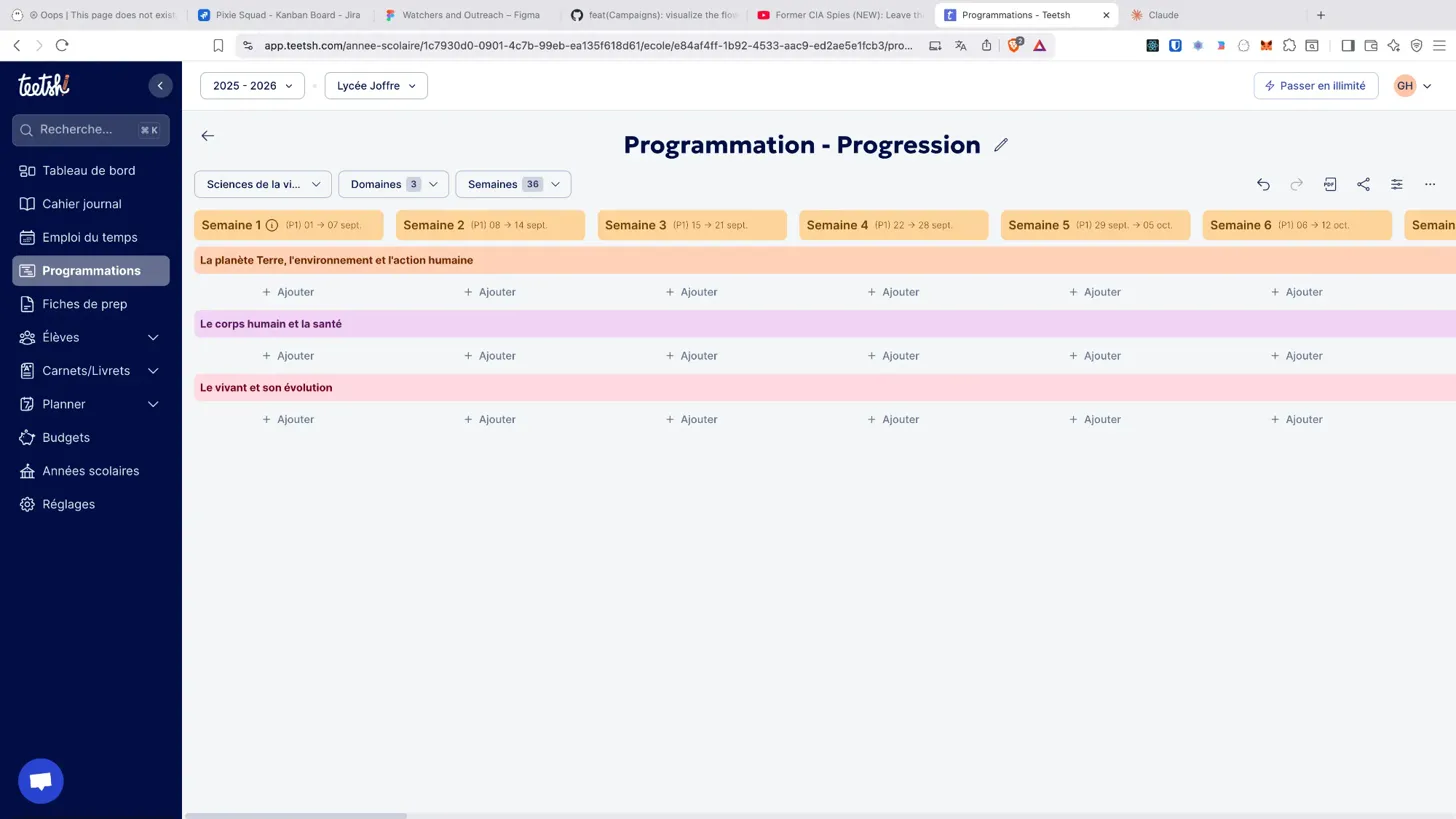 Oops | This page does not exist.
Pixie Squad - Kanban Board - Jira
Watchers and Outreach – Figma
feat(Campaigns): visualize the flow
Former CIA Spies (NEW): Leave th
Programmations - Teetsh
Claude
app.teetsh.com/annee-scolaire/1c7930d0-0901-4c7b-99eb-ea135f618d61/ecole/e84af4ff-1b92-4533-aac9-ed2ae5e1fcb3/pro...
2
teetsh!
2025 - 2026
Lycée Joffre
Passer en illimité
GH
Recherche... ⌘ K
Tableau de bord
Cahier journal
Emploi du temps
Programmations
Fiches de prep
Élèves
Carnets/Livrets
Planner
Budgets
Années scolaires
Réglages
Programmation - Progression
Sciences de la vi... Domaines 3 Semaines 36
PDF
Semaine 1 (P1) 01 → 07 sept. Semaine 2 (P1) 08 → 14 sept. Semaine 3 (P1) 15 → 21 sept. Semaine 4 (P1) 22 → 28 sept. Semaine 5 (P1) 29 sept. → 05 oct. Semaine 6 (P1) 06 → 12 oct. Semain
La planète Terre, l'environnement et l'action humaine
+ Ajouter + Ajouter + Ajouter + Ajouter + Ajouter + Ajouter
Le corps humain et la santé
+ Ajouter + Ajouter + Ajouter + Ajouter + Ajouter + Ajouter
Le vivant et son évolution
+ Ajouter + Ajouter + Ajouter + Ajouter + Ajouter + Ajouter